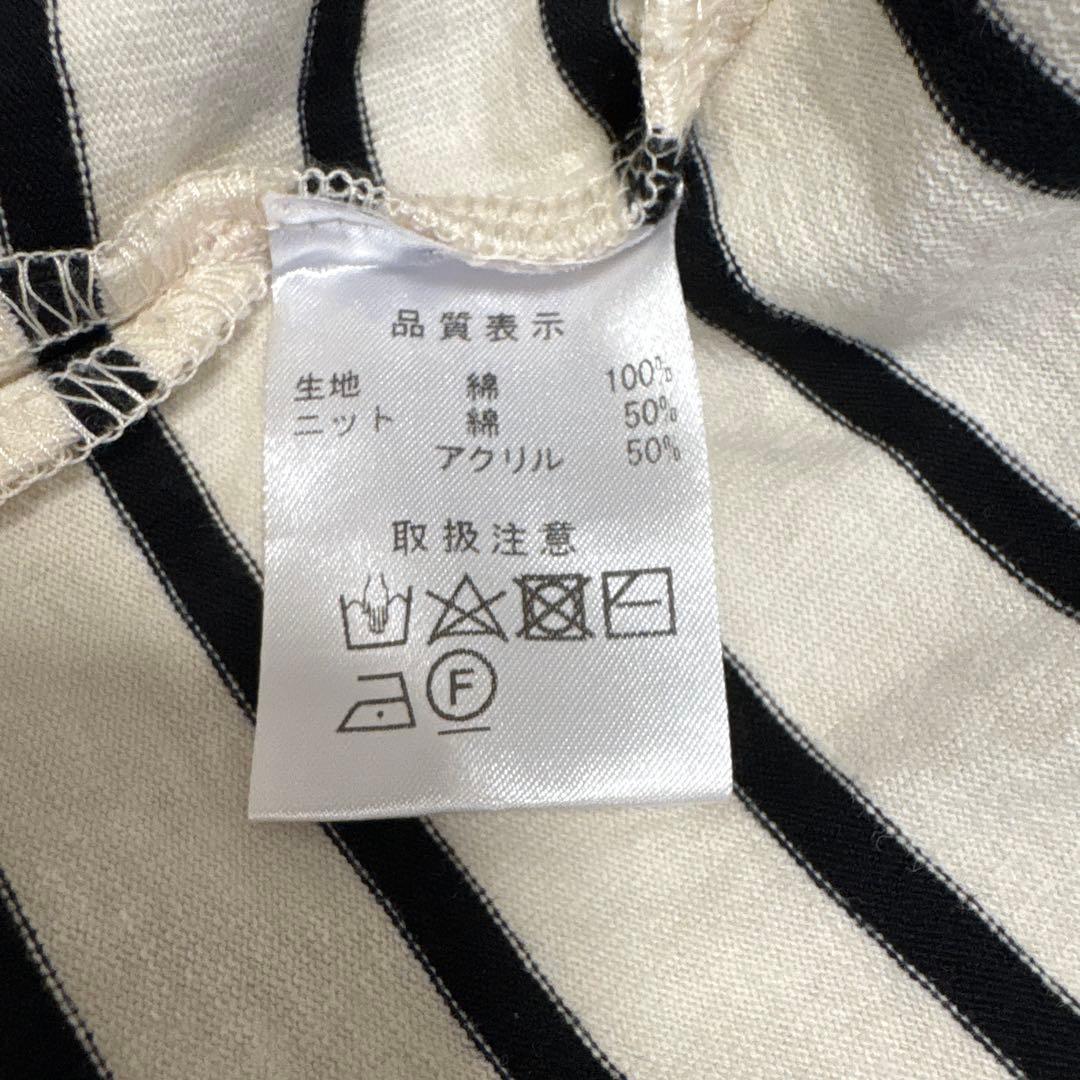 品質表示
生地 綿 100%
ニット 綿 50%
アクリル 50%
取扱注意
F